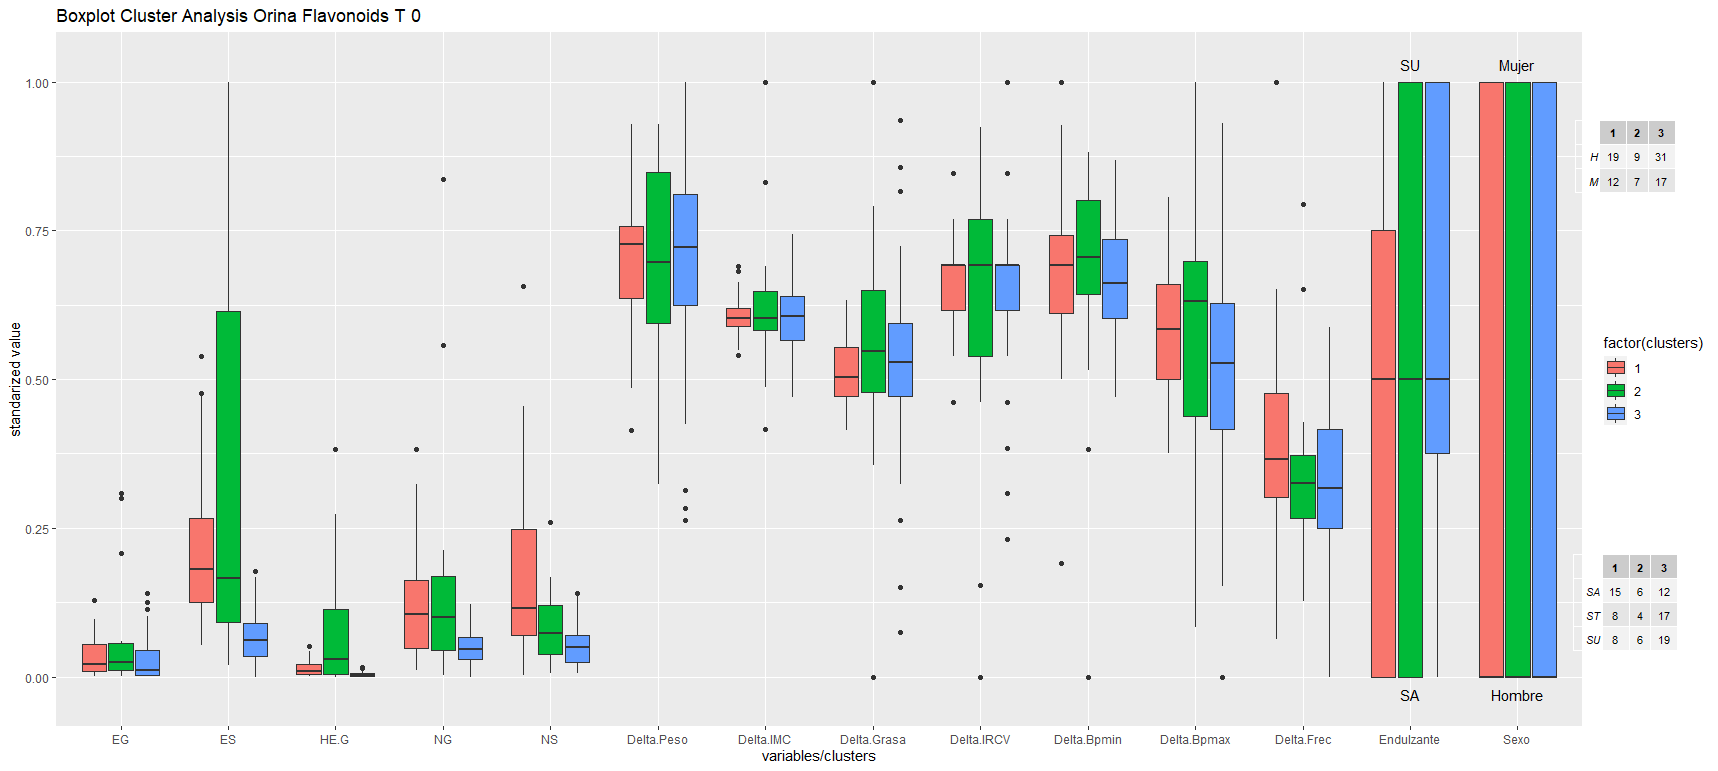 Boxplot Cluster Analysis Orina Flavonoids T 0
standarized value
1.00
0.75
0.50
0.25
0.00
SU
Mujer
SA
Hombre
EG ES HE.G NG NS Delta.Peso Delta.IMC Delta.Grasa Delta.IRCV Delta.Bpmin Delta.Bpmax Delta.Frec Endulzante Sexo
variables/clusters
1 2 3
H 19 9 31
M 12 7 17
factor(clusters)
1
2
3
1 2 3
SA 15 6 12
ST 8 4 17
SU 8 6 19